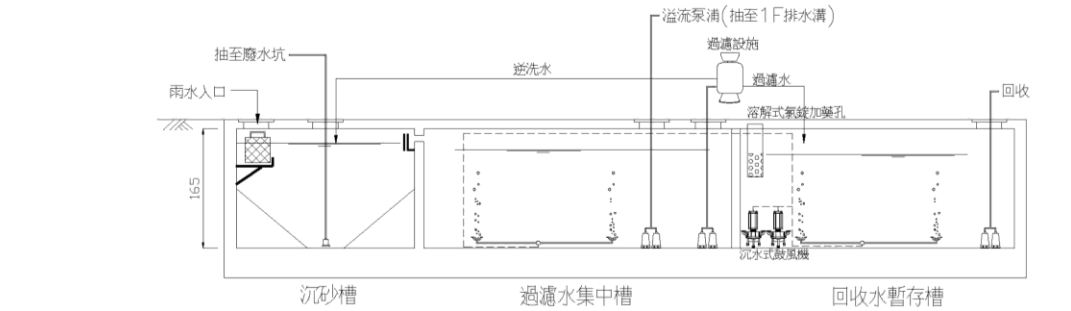 溢流泵浦(抽至1F排水溝)
過濾設施
抽至廢水坑
逆洗水
過濾水
雨水入口
回收
溶解式氯錠加藥孔
165
沉水式鼓風機
沉砂槽
過濾水集中槽
回收水暫存槽